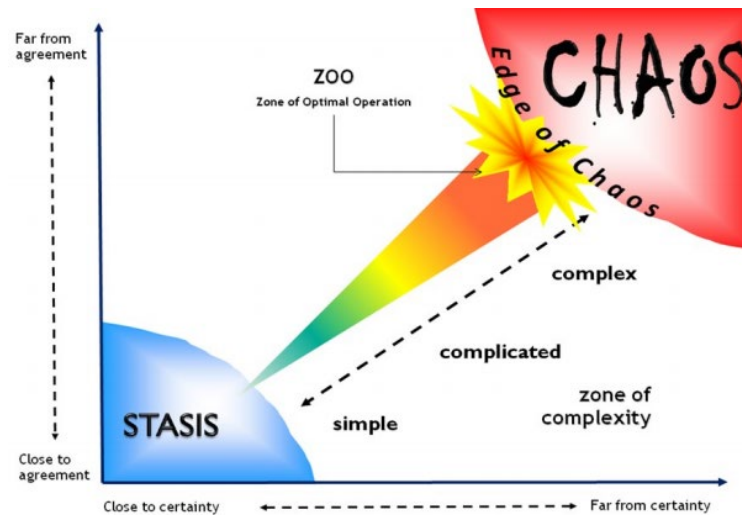 Far from
agreement
ZOO
Zone of Optimal Operation
CHAOS
Edge of Chaos
complex
complicated
zone of
complexity
simple
STASIS
Close to
agreement
Close to certainty
Far from certainty